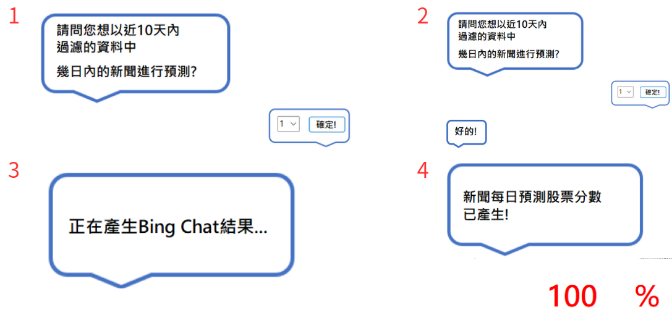 1
請問您想以近10天內
過濾的資料中
幾日內的新聞進行預測?
1 確定!
2
請問您想以近10天內
過濾的資料中
幾日內的新聞進行預測?
1 確定!
好的!
3
正在產生Bing Chat結果...
4
新聞每日預測股票分數
已產生!
100 %